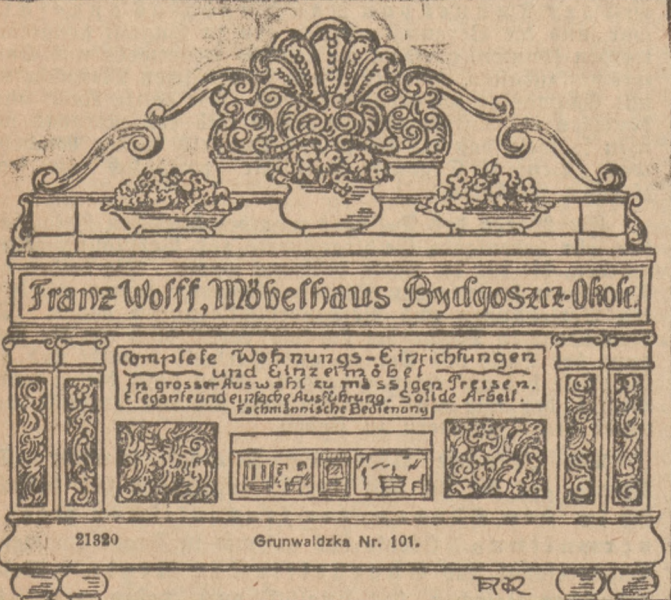 Franz Wolff, Möbelhaus Bydgoszcz-Okole.
Complete Wohnungs-Einrichtungen
und Einzelmöbel
in grosser Auswahl zu mässigen Preisen.
Elegante und einfache Ausführung. Solide Arbeit.
Fachmännische Bedienung
21320
Grunwaldzka Nr. 101.